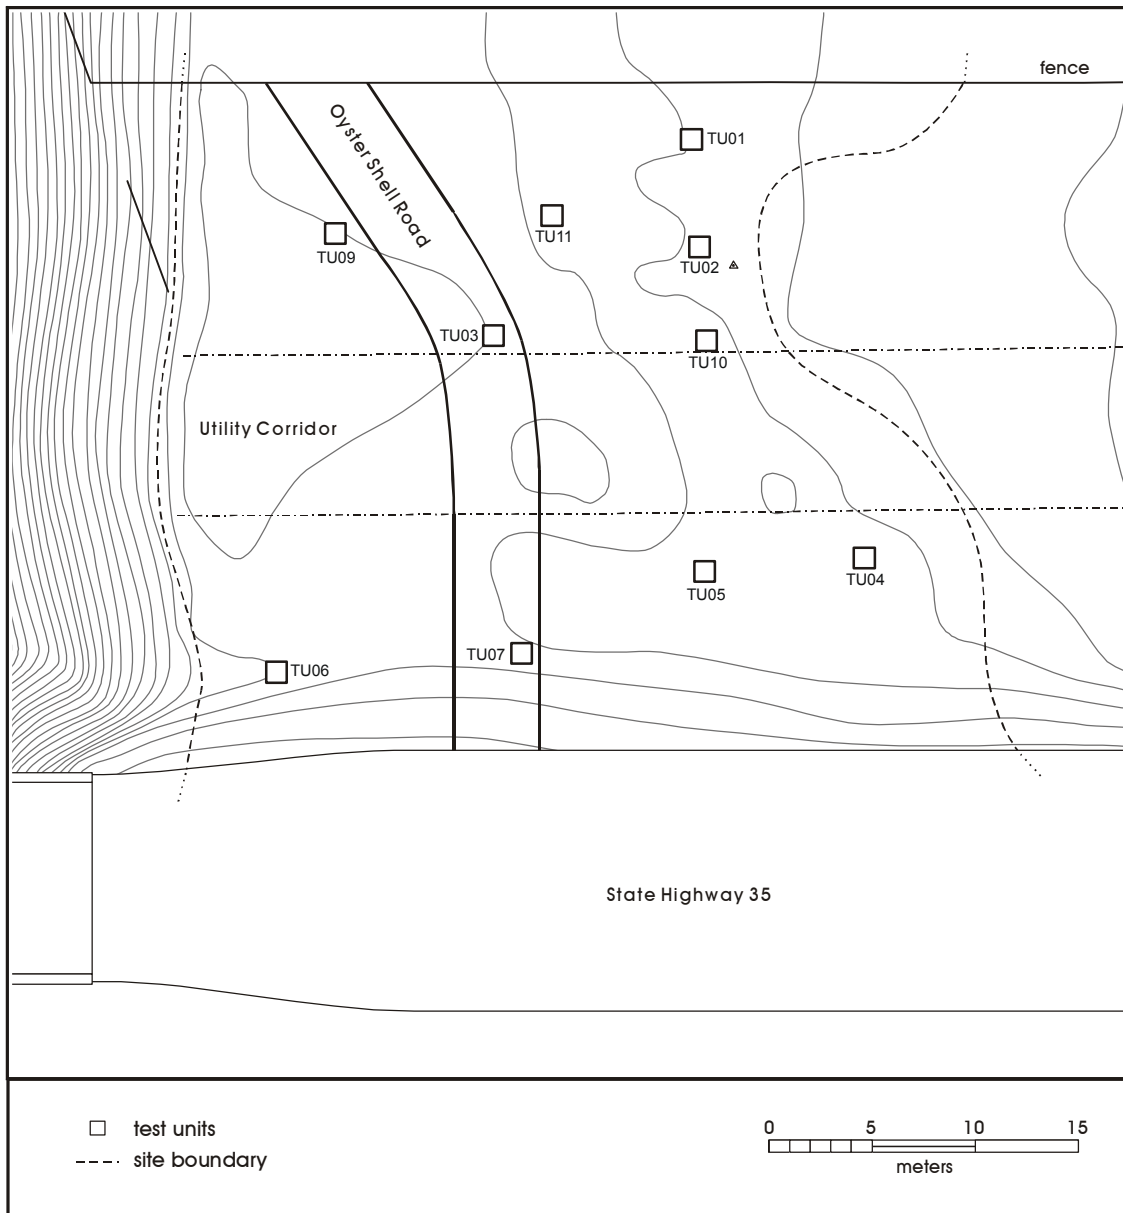 fence
TU01
Oyster Shell Road
TU11
TU09
TU02
TU03
TU10
Utility Corridor
TU04
TU05
TU07
TU06
State Highway 35
0 5 10 15
meters
test units
site boundary